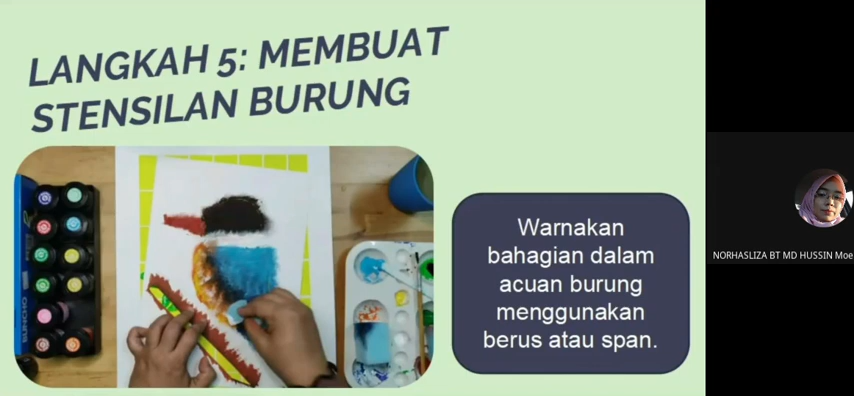 LANGKAH 5: MEMBUAT
STENSILAN BURUNG
Warnakan
bahagian dalam
acuan burung
menggunakan
berus atau span.
NORHASLIZA BT MD HUSSIN Moe
BUNCHO